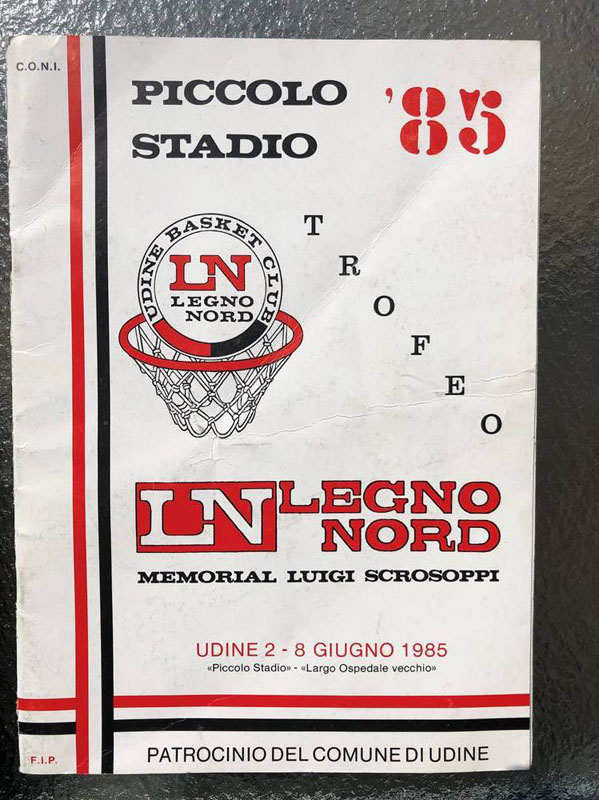 C.O.N.I.
PICCOLO
STADIO
'85
TROFEO
UDINE BASKET CLUB
LN
LEGNO
NORD
LN LEGNO
NORD
MEMORIAL LUIGI SCROSOPPI
UDINE 2 - 8 GIUGNO 1985
«Piccolo Stadio» - «Largo Ospedale vecchio»
F.I.P.
PATROCINIO DEL COMUNE DI UDINE